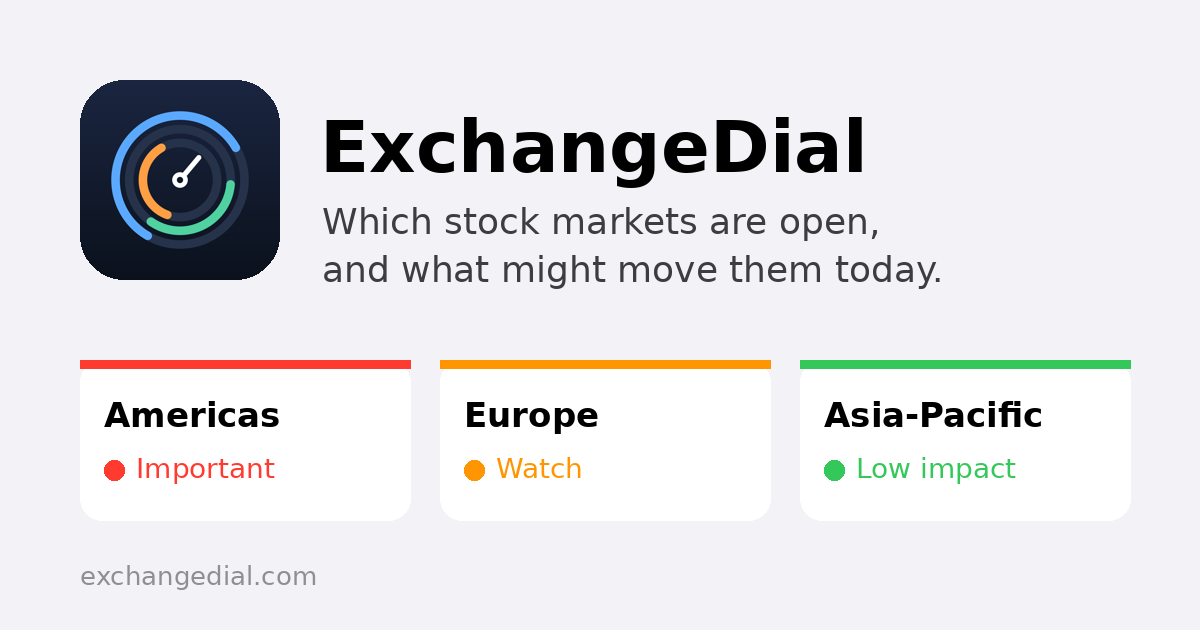 ExchangeDial
Which stock markets are open,
and what might move them today.
Americas
Important
Europe
Watch
Asia-Pacific
Low impact
exchangedial.com